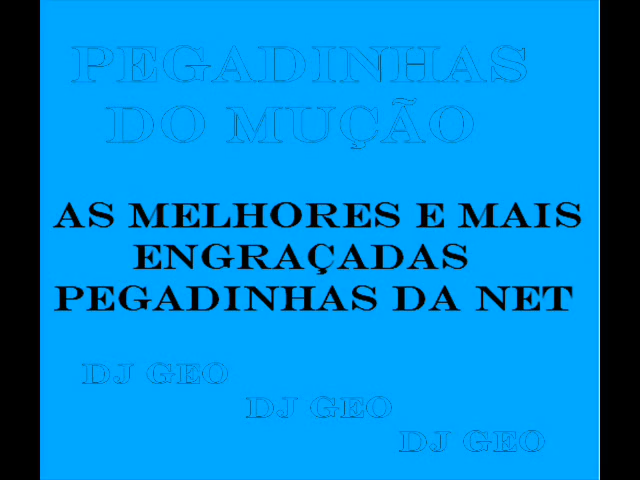 PEGADINHAS
DO MUÇÃO
AS MELHORES E MAIS
ENGRAÇADAS
PEGADINHAS DA NET
DJ GEO
DJ GEO
DJ GEO